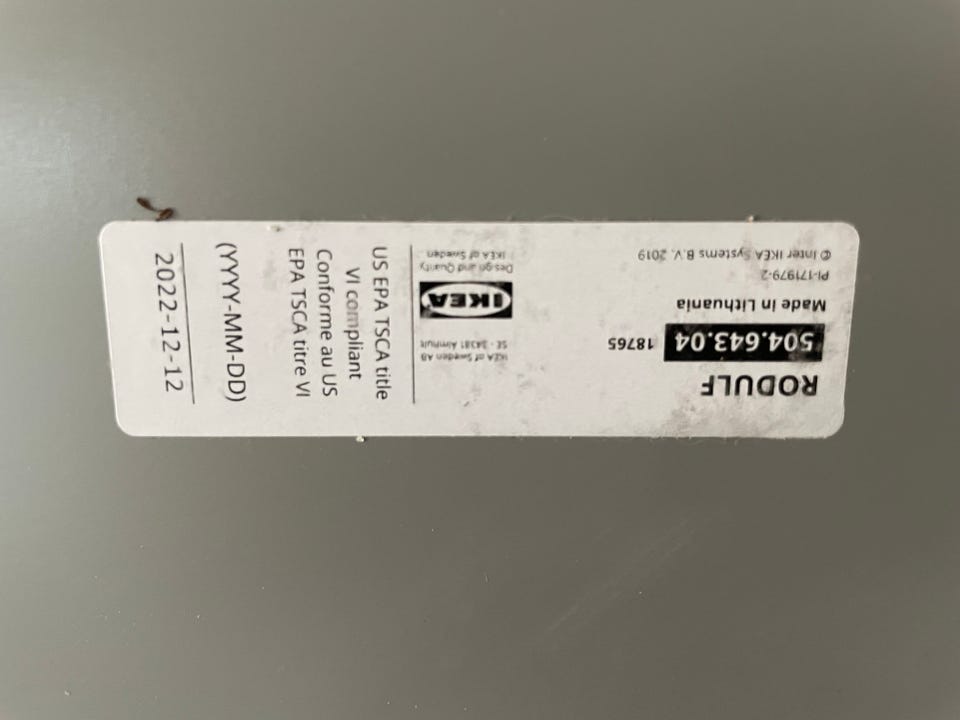 RODULF
504.643.04 18765
Made in Lithuania
PI-171979-2
© Inter IKEA Systems B.V. 2019
IKEA of Sweden AB
SE - 34381 Älmhult
IKEA
Design and Quality
IKEA of Sweden
US EPA TSCA title
VI compliant
Conforme au US
EPA TSCA titre VI
(YYYY-MM-DD)
2022-12-12